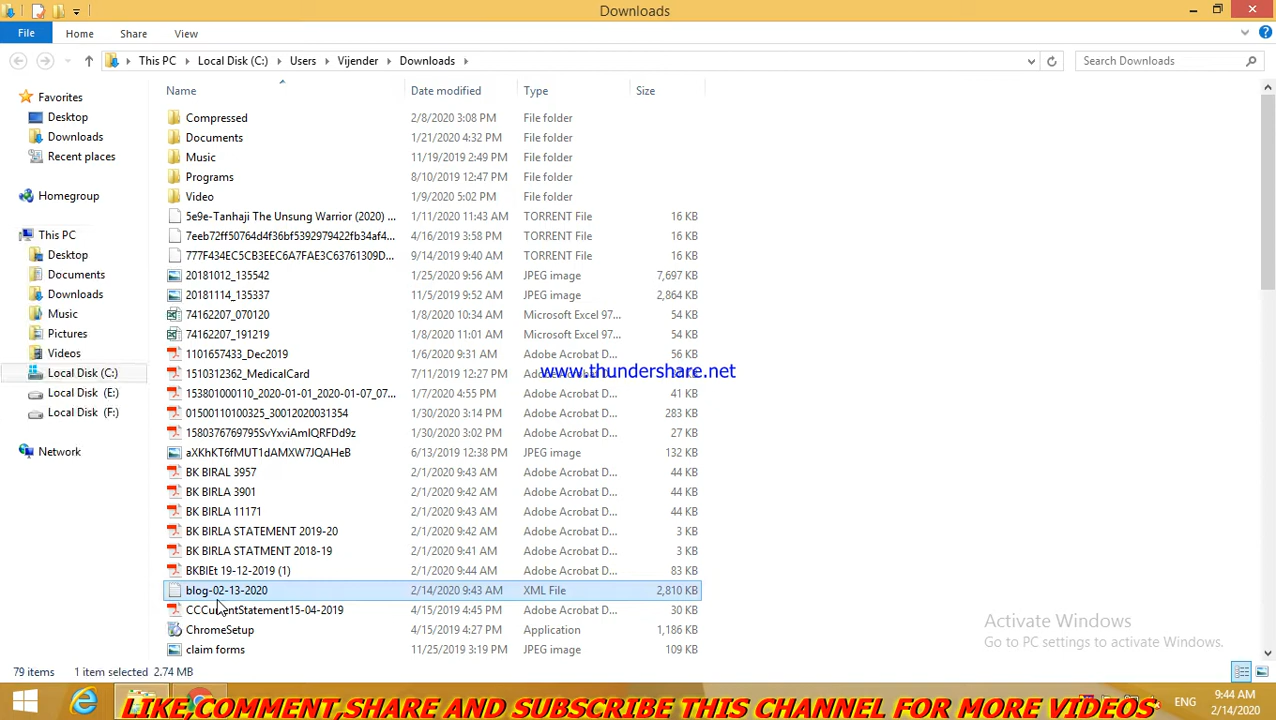 Downloads
File Home Share View
This PC Local Disk (C:) Users Vijender Downloads Search Downloads
Name Date modified Type Size
Favorites
Desktop
Downloads
Recent places
Homegroup
This PC
Desktop
Documents
Downloads
Music
Pictures
Videos
Local Disk (C:)
Local Disk (E:)
Local Disk (F:)
Network
Compressed 2/8/2020 3:08 PM File folder
Documents 1/21/2020 4:32 PM File folder
Music 11/19/2019 2:49 PM File folder
Programs 8/10/2019 12:47 PM File folder
Video 1/9/2020 5:02 PM File folder
5e9e-Tanhaji The Unsung Warrior (2020) ... 1/11/2020 11:43 AM TORRENT File 16 KB
7eeb72ff50764d4f36bf5392979422fb34af4... 4/16/2019 3:58 PM TORRENT File 16 KB
777F434EC5CB3EEC6A7FAE3C63761309D... 9/14/2019 9:40 AM TORRENT File 16 KB
20181012_135542 1/25/2020 9:56 AM JPEG image 7,697 KB
20181114_135337 11/5/2019 9:52 AM JPEG image 2,864 KB
74162207_070120 1/8/2020 10:34 AM Microsoft Excel 97... 54 KB
74162207_191219 1/8/2020 11:01 AM Microsoft Excel 97... 54 KB
1101657433_Dec2019 1/6/2020 9:31 AM Adobe Acrobat D... 56 KB
1510312362_MedicalCard 7/11/2019 12:27 PM Adobe Acrobat D... 74 KB
www.thundershare.net
153801000110_2020-01-01_2020-01-07_07... 1/7/2020 4:55 PM Adobe Acrobat D... 41 KB
01500110100325_30012020031354 1/30/2020 3:14 PM Adobe Acrobat D... 283 KB
1580376769795SvYxviAmlQRFDd9z 1/30/2020 3:02 PM Adobe Acrobat D... 27 KB
aXKhKT6fMUT1dAMXW7JQAHeB 6/13/2019 12:38 PM JPEG image 132 KB
BK BIRAL 3957 2/1/2020 9:43 AM Adobe Acrobat D... 44 KB
BK BIRLA 3901 2/1/2020 9:42 AM Adobe Acrobat D... 44 KB
BK BIRLA 11171 2/1/2020 9:43 AM Adobe Acrobat D... 44 KB
BK BIRLA STATEMENT 2019-20 2/1/2020 9:42 AM Adobe Acrobat D... 3 KB
BK BIRLA STATMENT 2018-19 2/1/2020 9:41 AM Adobe Acrobat D... 3 KB
BKBIEt 19-12-2019 (1) 2/1/2020 9:44 AM Adobe Acrobat D... 83 KB
blog-02-13-2020 2/14/2020 9:43 AM XML File 2,810 KB
CCCurrentStatement15-04-2019 4/15/2019 4:45 PM Adobe Acrobat D... 30 KB
ChromeSetup 4/15/2019 4:27 PM Application 1,186 KB
claim forms 11/25/2019 3:19 PM JPEG image 109 KB
Activate Windows
Go to PC settings to activate Windows.
79 items 1 item selected 2.74 MB
LIKE,COMMENT,SHARE AND SUBSCRIBE THIS CHANNEL FOR MORE VIDEOS
ENG
9:44 AM
2/14/2020